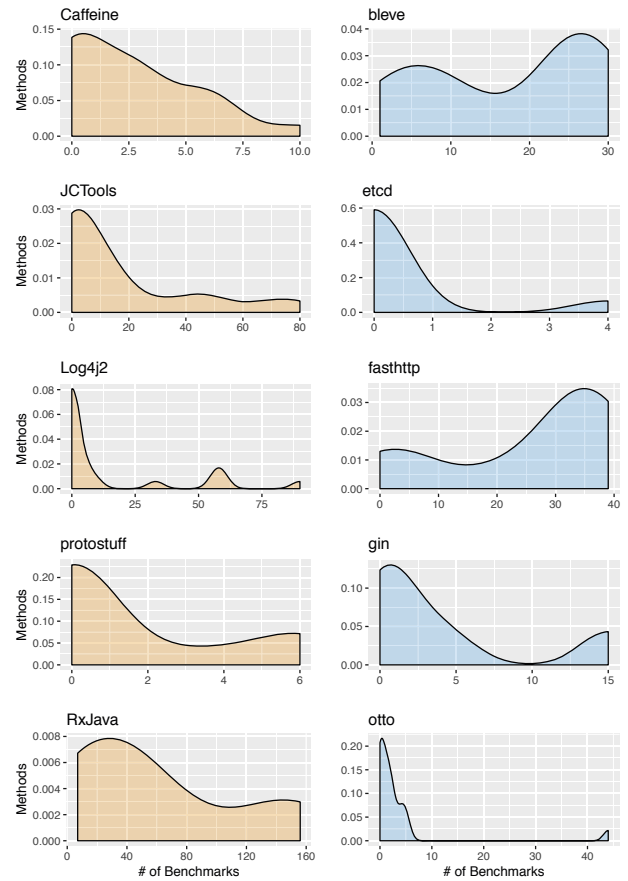 Caffeine
0.15
0.10
0.05
0.00
Methods
0.0 2.5 5.0 7.5 10.0
bleve
0.04
0.03
0.02
0.01
0.00
0 10 20 30
JCTools
0.03
0.02
0.01
0.00
Methods
0 20 40 60 80
etcd
0.6
0.4
0.2
0.0
0 1 2 3 4
Log4j2
0.08
0.06
0.04
0.02
0.00
Methods
0 25 50 75
fasthttp
0.03
0.02
0.01
0.00
0 10 20 30 40
protostuff
0.20
0.15
0.10
0.05
0.00
Methods
0 2 4 6
gin
0.10
0.05
0.00
0 5 10 15
RxJava
0.008
0.006
0.004
0.002
0.000
Methods
0 40 80 120 160
# of Benchmarks
otto
0.20
0.15
0.10
0.05
0.00
0 10 20 30 40
# of Benchmarks